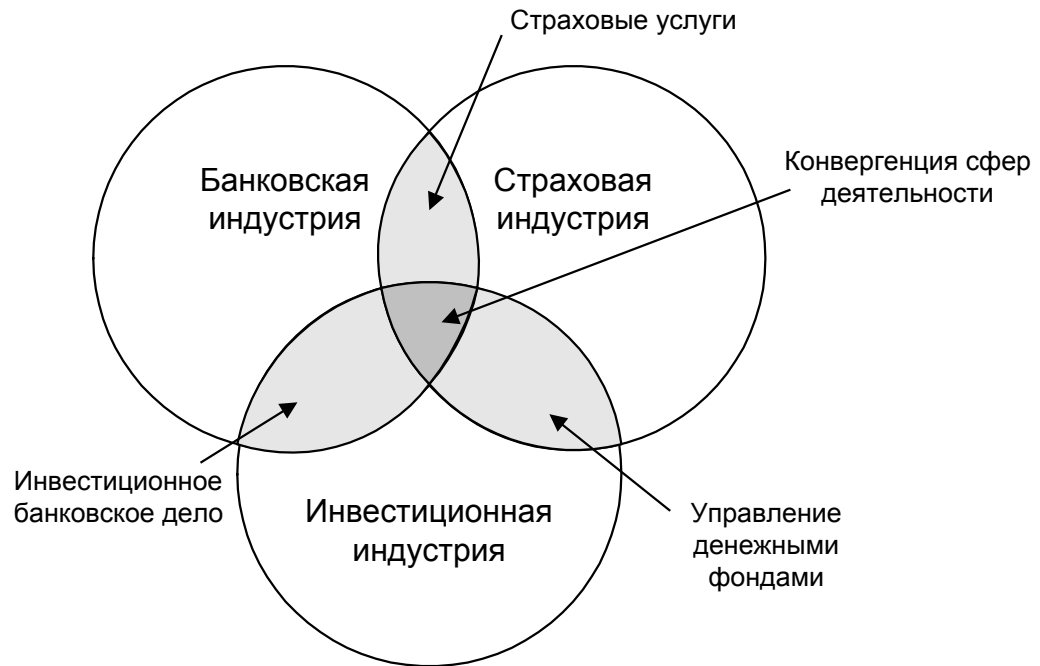 Страховые услуги
Банковская
индустрия
Страховая
индустрия
Конвергенция сфер
деятельности
Инвестиционное
банковское дело
Инвестиционная
индустрия
Управление
денежными
фондами